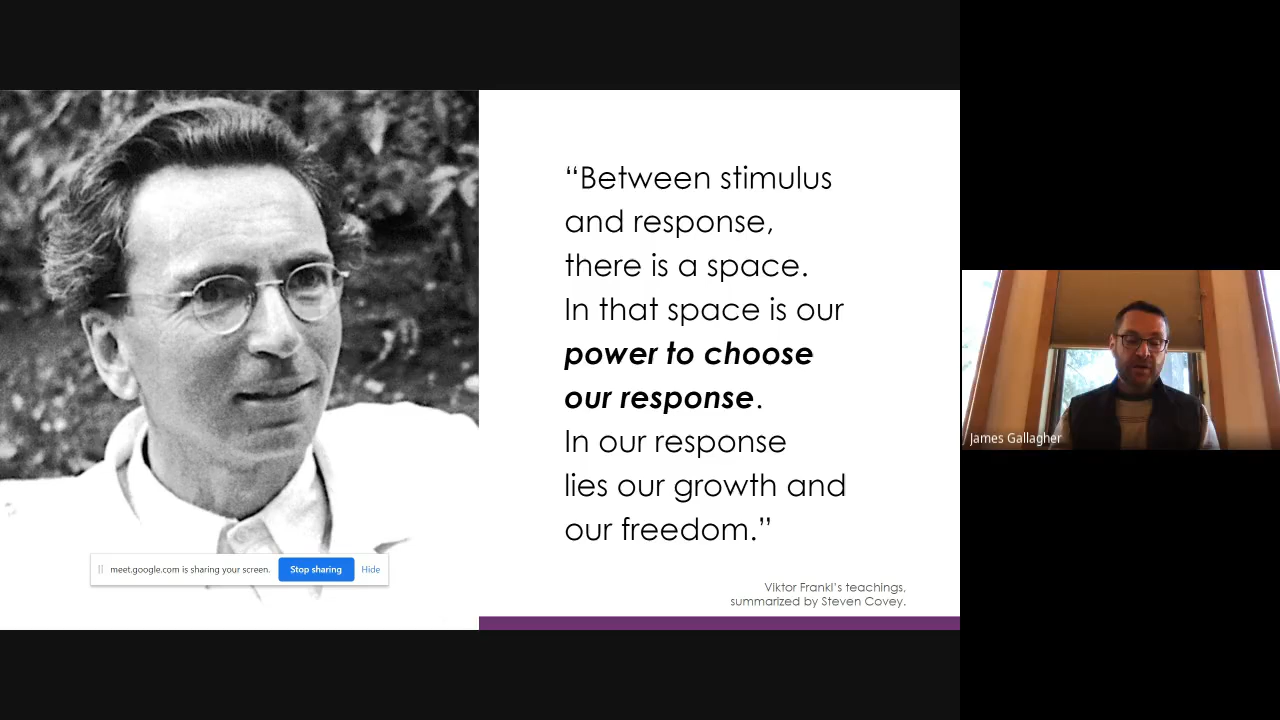 “Between stimulus
and response,
there is a space.
In that space is our
power to choose
our response.
In our response
lies our growth and
our freedom.”
Viktor Frankl’s teachings,
summarized by Steven Covey.
meet.google.com is sharing your screen.
Stop sharing
Hide
James Gallagher